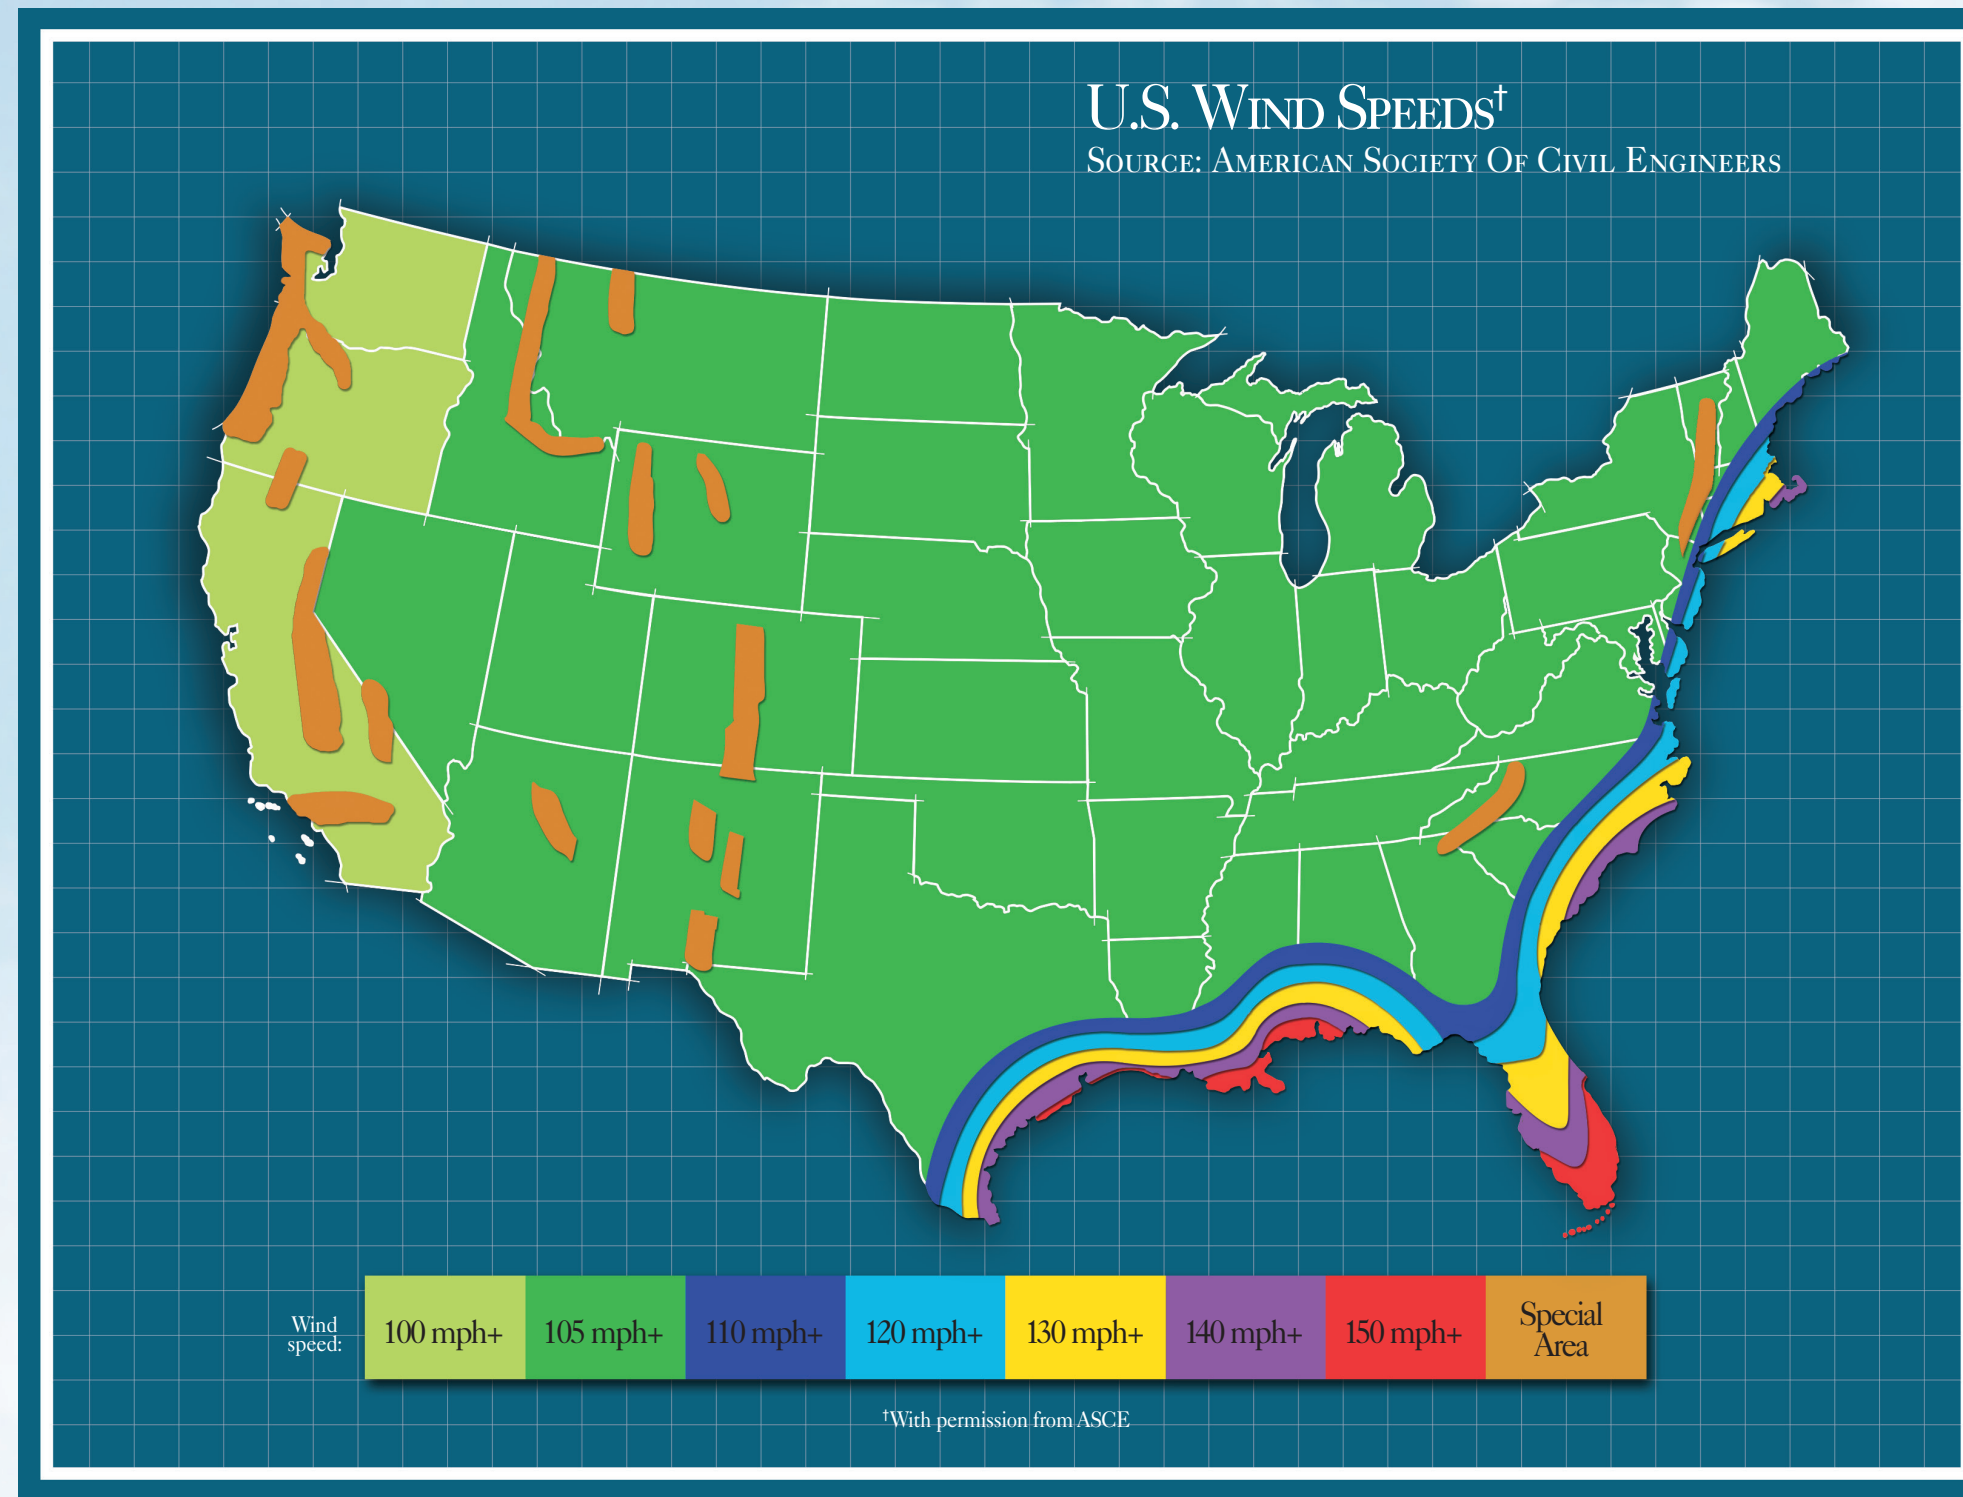 U.S. Wind Speeds†
Source: American Society Of Civil Engineers
Wind
speed:
100 mph+
105 mph+
110 mph+
120 mph+
130 mph+
140 mph+
150 mph+
Special
Area
†With permission from ASCE